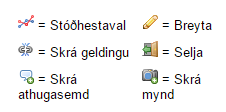 = Stóðhestaval = Breyta
= Skrá geldingu = Selja
= Skrá = Skrá
athugasemd mynd